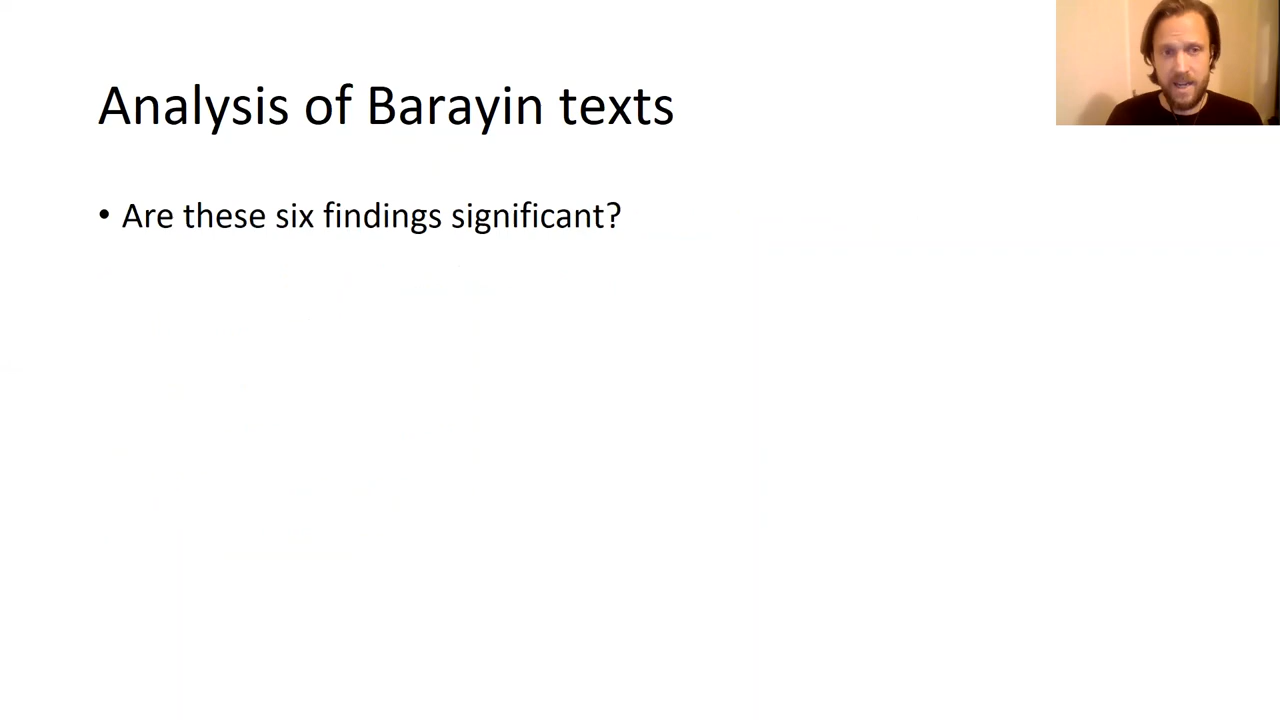 Analysis of Barayin texts
• Are these six findings significant?